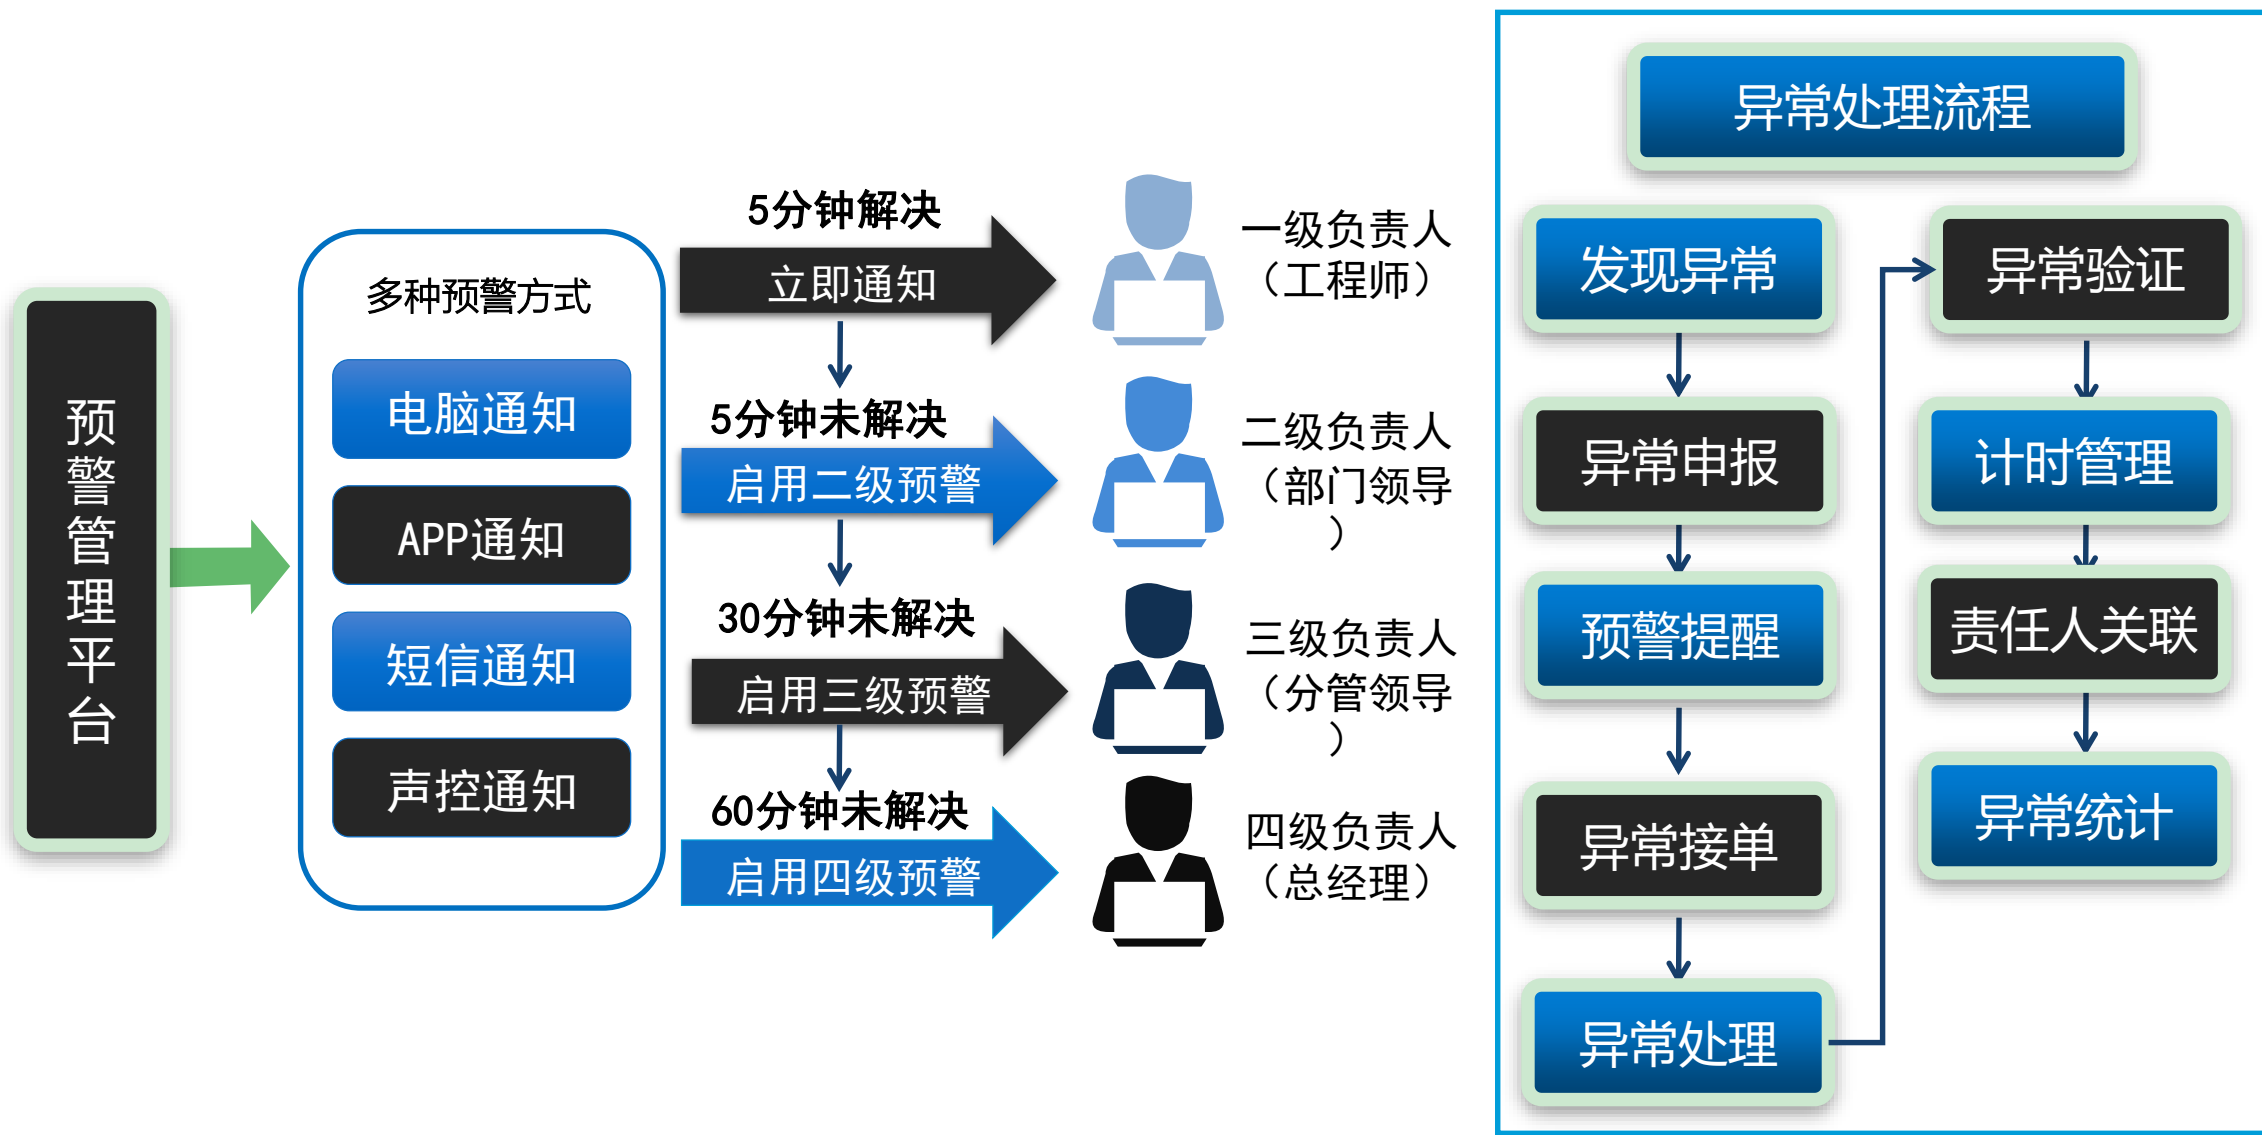 预警管理平台
多种预警方式
电脑通知
APP通知
短信通知
声控通知
5分钟解决
立即通知
5分钟未解决
启用二级预警
30分钟未解决
启用三级预警
60分钟未解决
启用四级预警
一级负责人
（工程师）
二级负责人
（部门领导
）
三级负责人
（分管领导
）
四级负责人
（总经理）
异常处理流程
发现异常
异常申报
预警提醒
异常接单
异常处理
异常验证
计时管理
责任人关联
异常统计